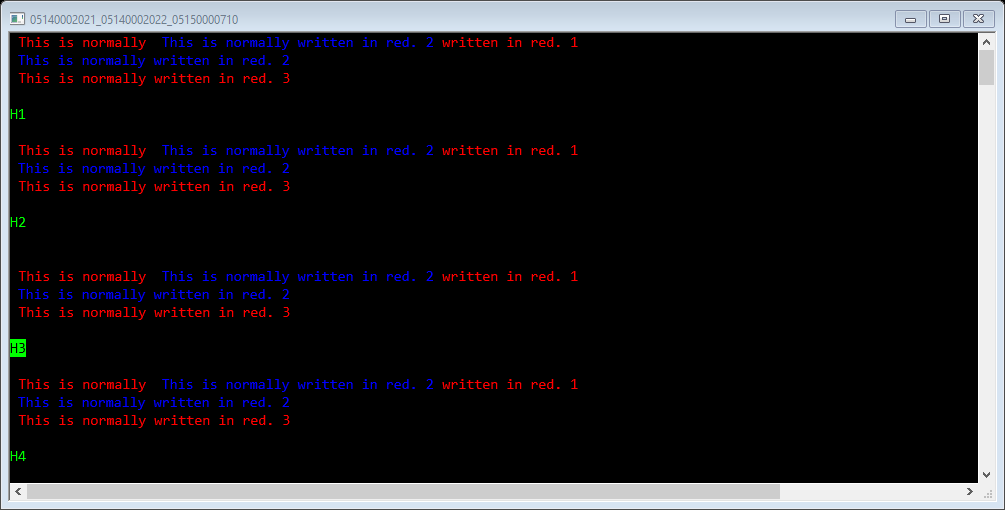 05140002021_05140002022_05150000710
This is normally  This is normally written in red. 2 written in red. 1
This is normally written in red. 2
This is normally written in red. 3
H1
This is normally  This is normally written in red. 2 written in red. 1
This is normally written in red. 2
This is normally written in red. 3
H2
This is normally  This is normally written in red. 2 written in red. 1
This is normally written in red. 2
This is normally written in red. 3
H3
This is normally  This is normally written in red. 2 written in red. 1
This is normally written in red. 2
This is normally written in red. 3
H4